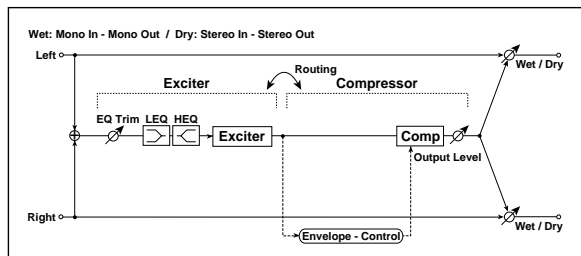 Wet: Mono In - Mono Out / Dry: Stereo In - Stereo Out
Left
Wet / Dry
Routing
Exciter
Compressor
EQ Trim
LEQ
HEQ
Exciter
Comp
Output Level
Right
Wet / Dry
Envelope - Control